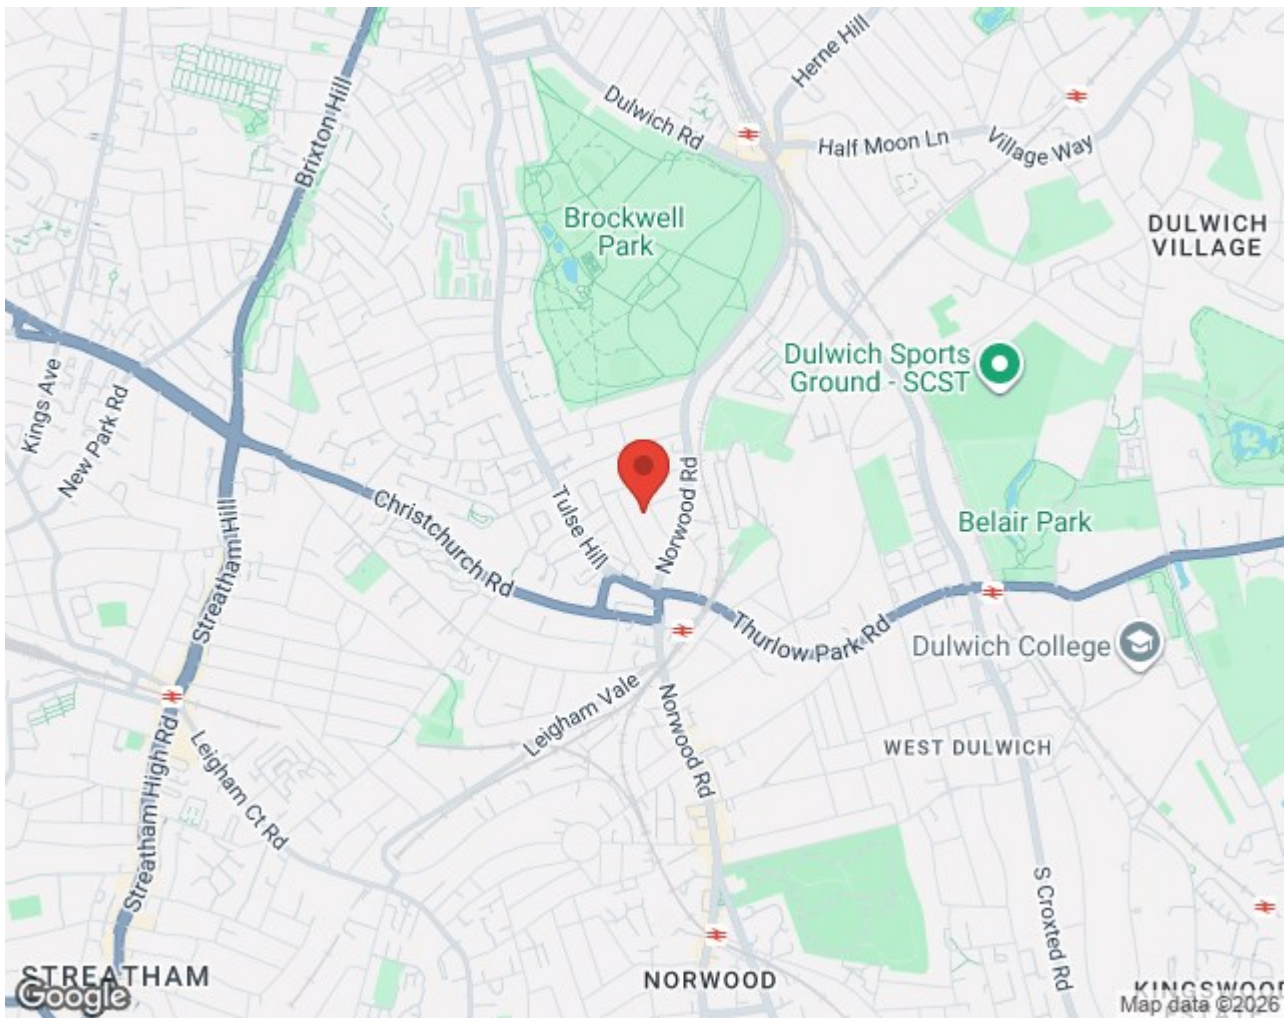 Herne Hill
Dulwich Rd
Half Moon Ln
Village Way
Brixton Hill
Brockwell
Park
DULWICH
VILLAGE
Dulwich Sports
Ground - SCST
Kings Ave
New Park Rd
Norwood Rd
Tulse Hill
Christchurch Rd
Belair Park
Streatham Hill
Thurlow Park Rd
Dulwich College
Leigham Vale
Norwood Rd
WEST DULWICH
Leigham Ct Rd
Streatham High Rd
S Croxted Rd
STREATHAM
NORWOOD
KINGSWOOD
ESTATE
Google
Map data ©2026